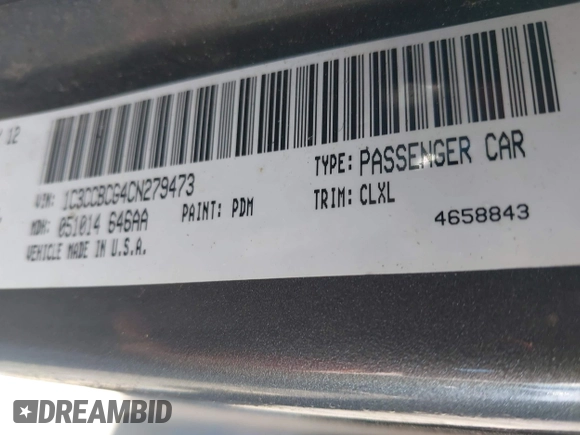 12
VIN: 1C3CCBCG4CN279473
TYPE: PASSENGER CAR
MDH: 051014 646AA
PAINT: PDM
TRIM: CLXL
VEHICLE MADE IN U.S.A.
4658843
DREAMBID